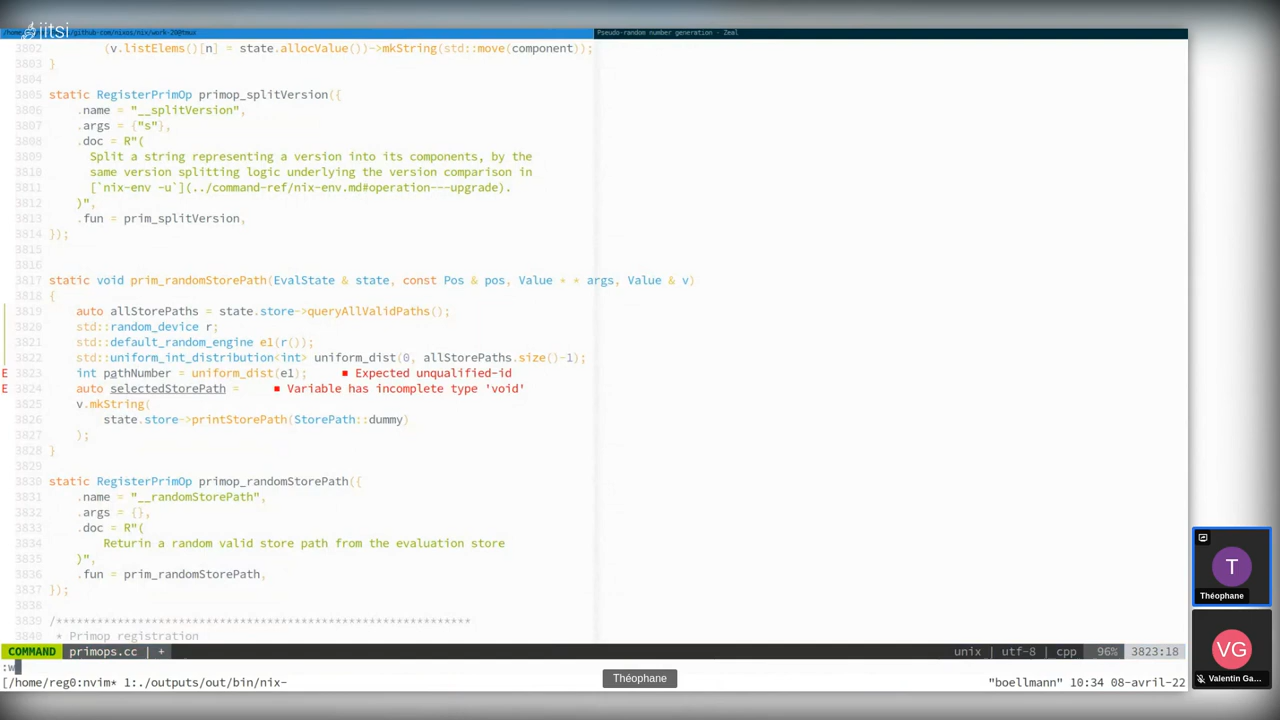 jitsi
/github-com/nixos/nix/work-20@tmux
Pseudo-random number generation - Zeal
3802 (v.listElems()[n] = state.allocValue())->mkString(std::move(component));
3803 }
3804
3805 static RegisterPrimOp primop_splitVersion({
3806 .name = "__splitVersion",
3807 .args = {"s"},
3808 .doc = R"(
3809 Split a string representing a version into its components, by the
3810 same version splitting logic underlying the version comparison in
3811 [`nix-env -u`](../command-ref/nix-env.md#operation---upgrade).
3812 )",
3813 .fun = prim_splitVersion,
3814 });
3815
3816
3817 static void prim_randomStorePath(EvalState & state, const Pos & pos, Value * * args, Value & v)
3818 {
3819 auto allStorePaths = state.store->queryAllValidPaths();
3820 std::random_device r;
3821 std::default_random_engine e1(r());
3822 std::uniform_int_distribution<int> uniform_dist(0, allStorePaths.size()-1);
E 3823 int pathNumber = uniform_dist(e1); ■ Expected unqualified-id
E 3824 auto selectedStorePath = ■ Variable has incomplete type 'void'
3825 v.mkString(
3826 state.store->printStorePath(StorePath::dummy)
3827 );
3828 }
3829
3830 static RegisterPrimOp primop_randomStorePath({
3831 .name = "__randomStorePath",
3832 .args = {},
3833 .doc = R"(
3834 Returin a random valid store path from the evaluation store
3835 )",
3836 .fun = prim_randomStorePath,
3837 });
3838
3839 /*************************************************************
3840 * Primop registration
COMMAND primops.cc | + unix | utf-8 | cpp 96% 3823:18
:w
[/home/reg0:nvim* 1:./outputs/out/bin/nix- "boellmann" 10:34 08-avril-22
Théophane
T
Théophane
VG
Valentin Ga...